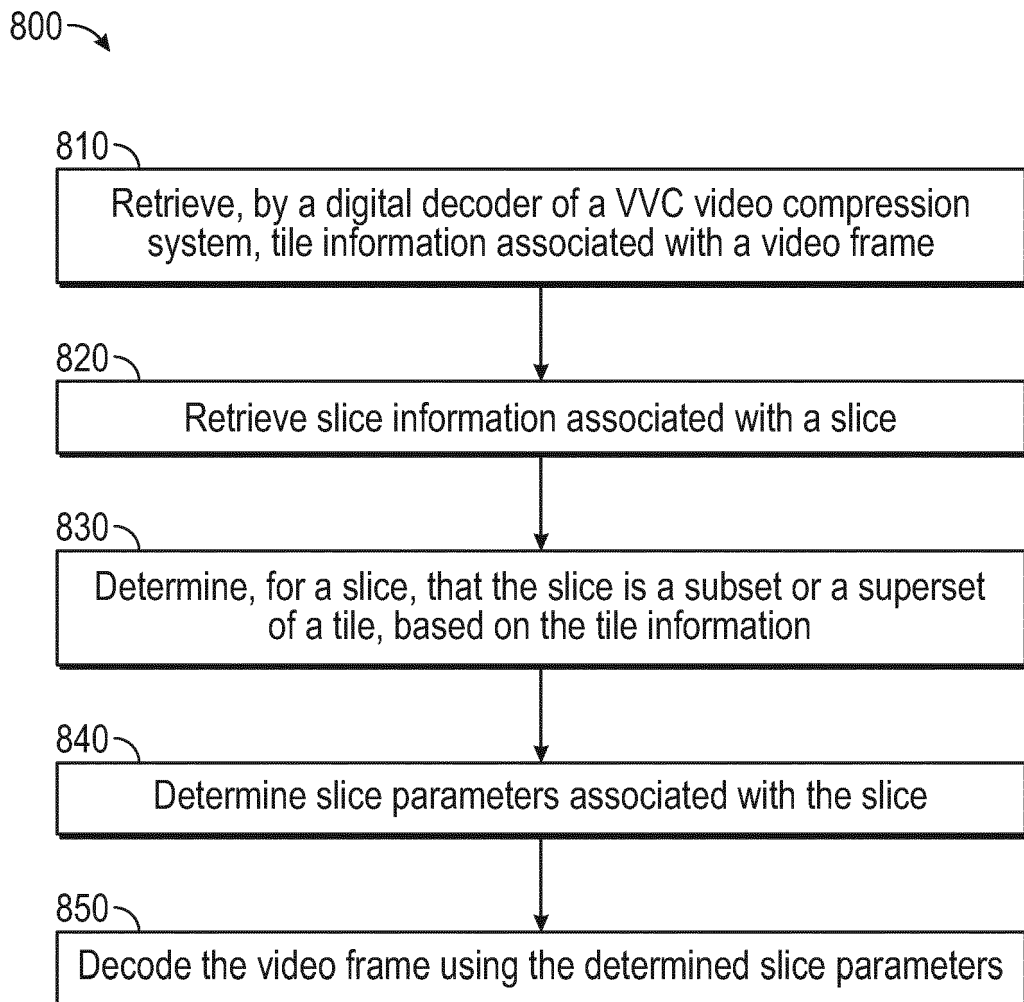 800
810
Retrieve, by a digital decoder of a VVC video compression
system, tile information associated with a video frame
820
Retrieve slice information associated with a slice
830
Determine, for a slice, that the slice is a subset or a superset
of a tile, based on the tile information
840
Determine slice parameters associated with the slice
850
Decode the video frame using the determined slice parameters